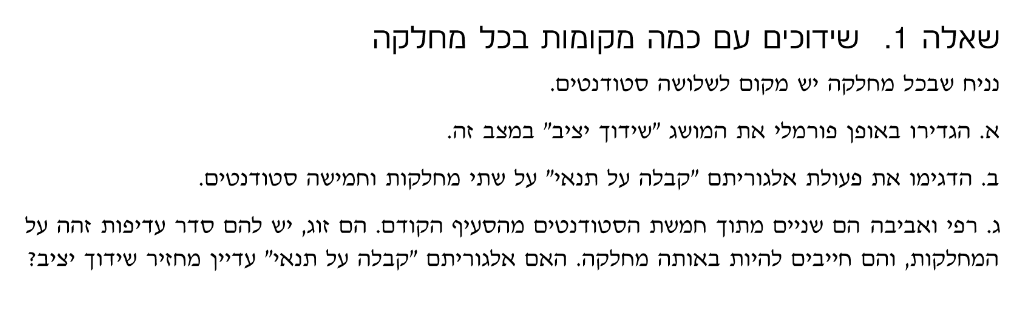 שאלה 1. שידוכים עם כמה מקומות בכל מחלקה
נניח שבכל מחלקה יש מקום לשלושה סטודנטים.
א. הגדירו באופן פורמלי את המושג "שידוך יציב" במצב זה.
ב. הדגימו את פעולת אלגוריתם "קבלה על תנאי" על שתי מחלקות וחמישה סטודנטים.
ג. רפי ואביבה הם שניים מתוך חמשת הסטודנטים מהסעיף הקודם. הם זוג, יש להם סדר עדיפות זהה על
המחלקות, והם חייבים להיות באותה מחלקה. האם אלגוריתם "קבלה על תנאי" עדיין מחזיר שידוך יציב?